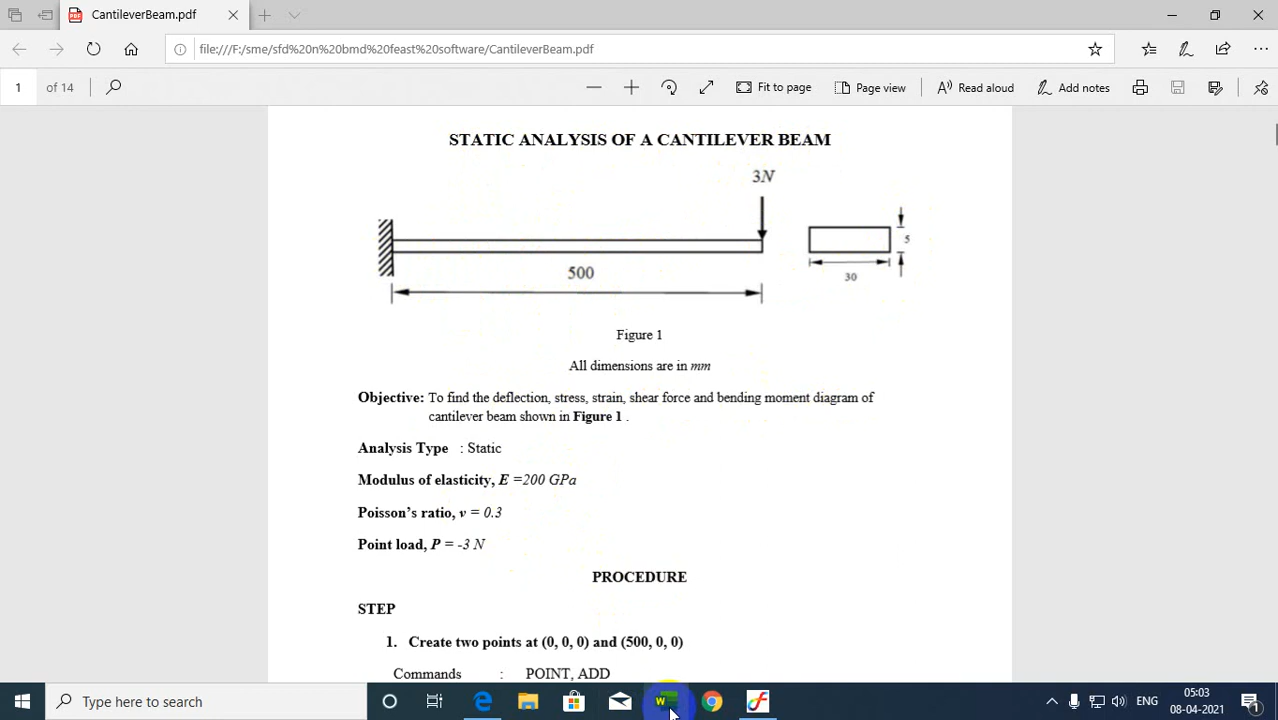 CantileverBeam.pdf
file:///F:/sme/sfd%20n%20bmd%20feast%20software/CantileverBeam.pdf
1 of 14 Fit to page Page view Read aloud Add notes
STATIC ANALYSIS OF A CANTILEVER BEAM
3N
5
500
30
Figure 1
All dimensions are in mm
Objective: To find the deflection, stress, strain, shear force and bending moment diagram of
cantilever beam shown in Figure 1 .
Analysis Type : Static
Modulus of elasticity, E =200 GPa
Poisson's ratio, v = 0.3
Point load, P = -3 N
PROCEDURE
STEP
1. Create two points at (0, 0, 0) and (500, 0, 0)
Commands : POINT, ADD
Type here to search
ENG
05:03
08-04-2021
1